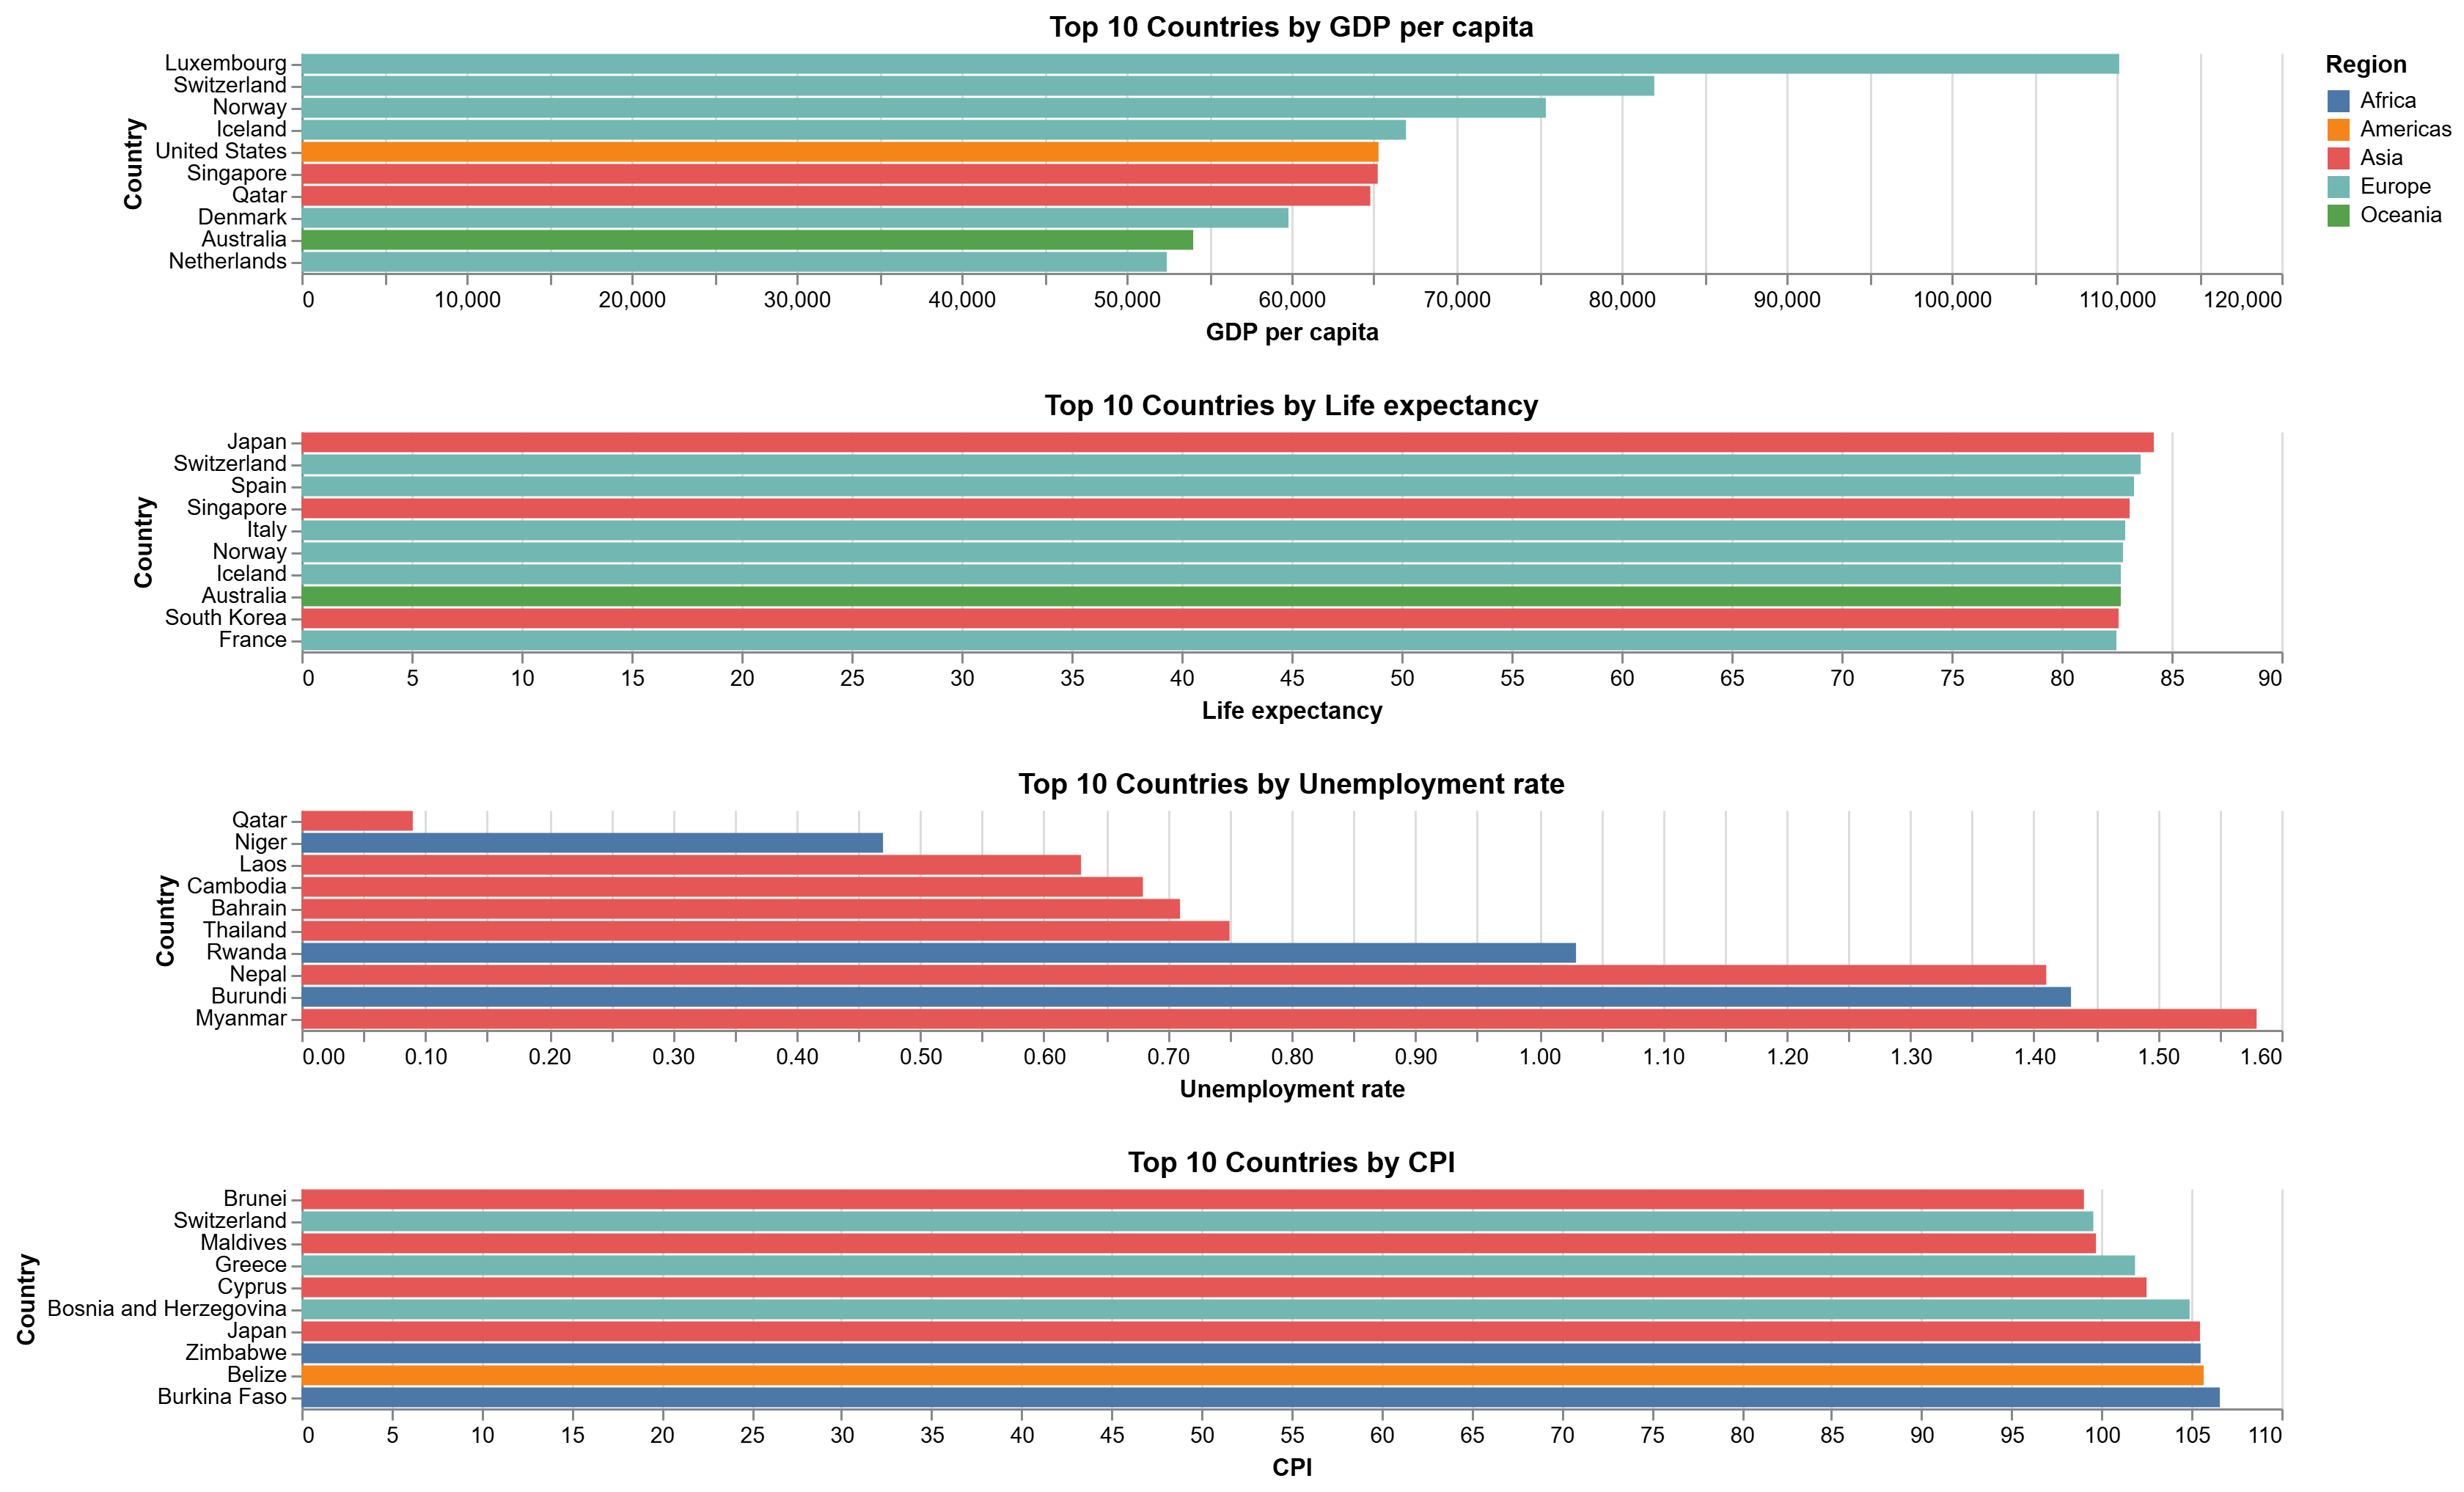 Top 10 Countries by GDP per capita
Country
Luxembourg
Switzerland
Norway
Iceland
United States
Singapore
Qatar
Denmark
Australia
Netherlands
0 10,000 20,000 30,000 40,000 50,000 60,000 70,000 80,000 90,000 100,000 110,000 120,000
GDP per capita
Region
Africa
Americas
Asia
Europe
Oceania
Top 10 Countries by Life expectancy
Country
Japan
Switzerland
Spain
Singapore
Italy
Norway
Iceland
Australia
South Korea
France
0 5 10 15 20 25 30 35 40 45 50 55 60 65 70 75 80 85 90
Life expectancy
Top 10 Countries by Unemployment rate
Country
Qatar
Niger
Laos
Cambodia
Bahrain
Thailand
Rwanda
Nepal
Burundi
Myanmar
0.00 0.10 0.20 0.30 0.40 0.50 0.60 0.70 0.80 0.90 1.00 1.10 1.20 1.30 1.40 1.50 1.60
Unemployment rate
Top 10 Countries by CPI
Country
Brunei
Switzerland
Maldives
Greece
Cyprus
Bosnia and Herzegovina
Japan
Zimbabwe
Belize
Burkina Faso
0 5 10 15 20 25 30 35 40 45 50 55 60 65 70 75 80 85 90 95 100 105 110
CPI